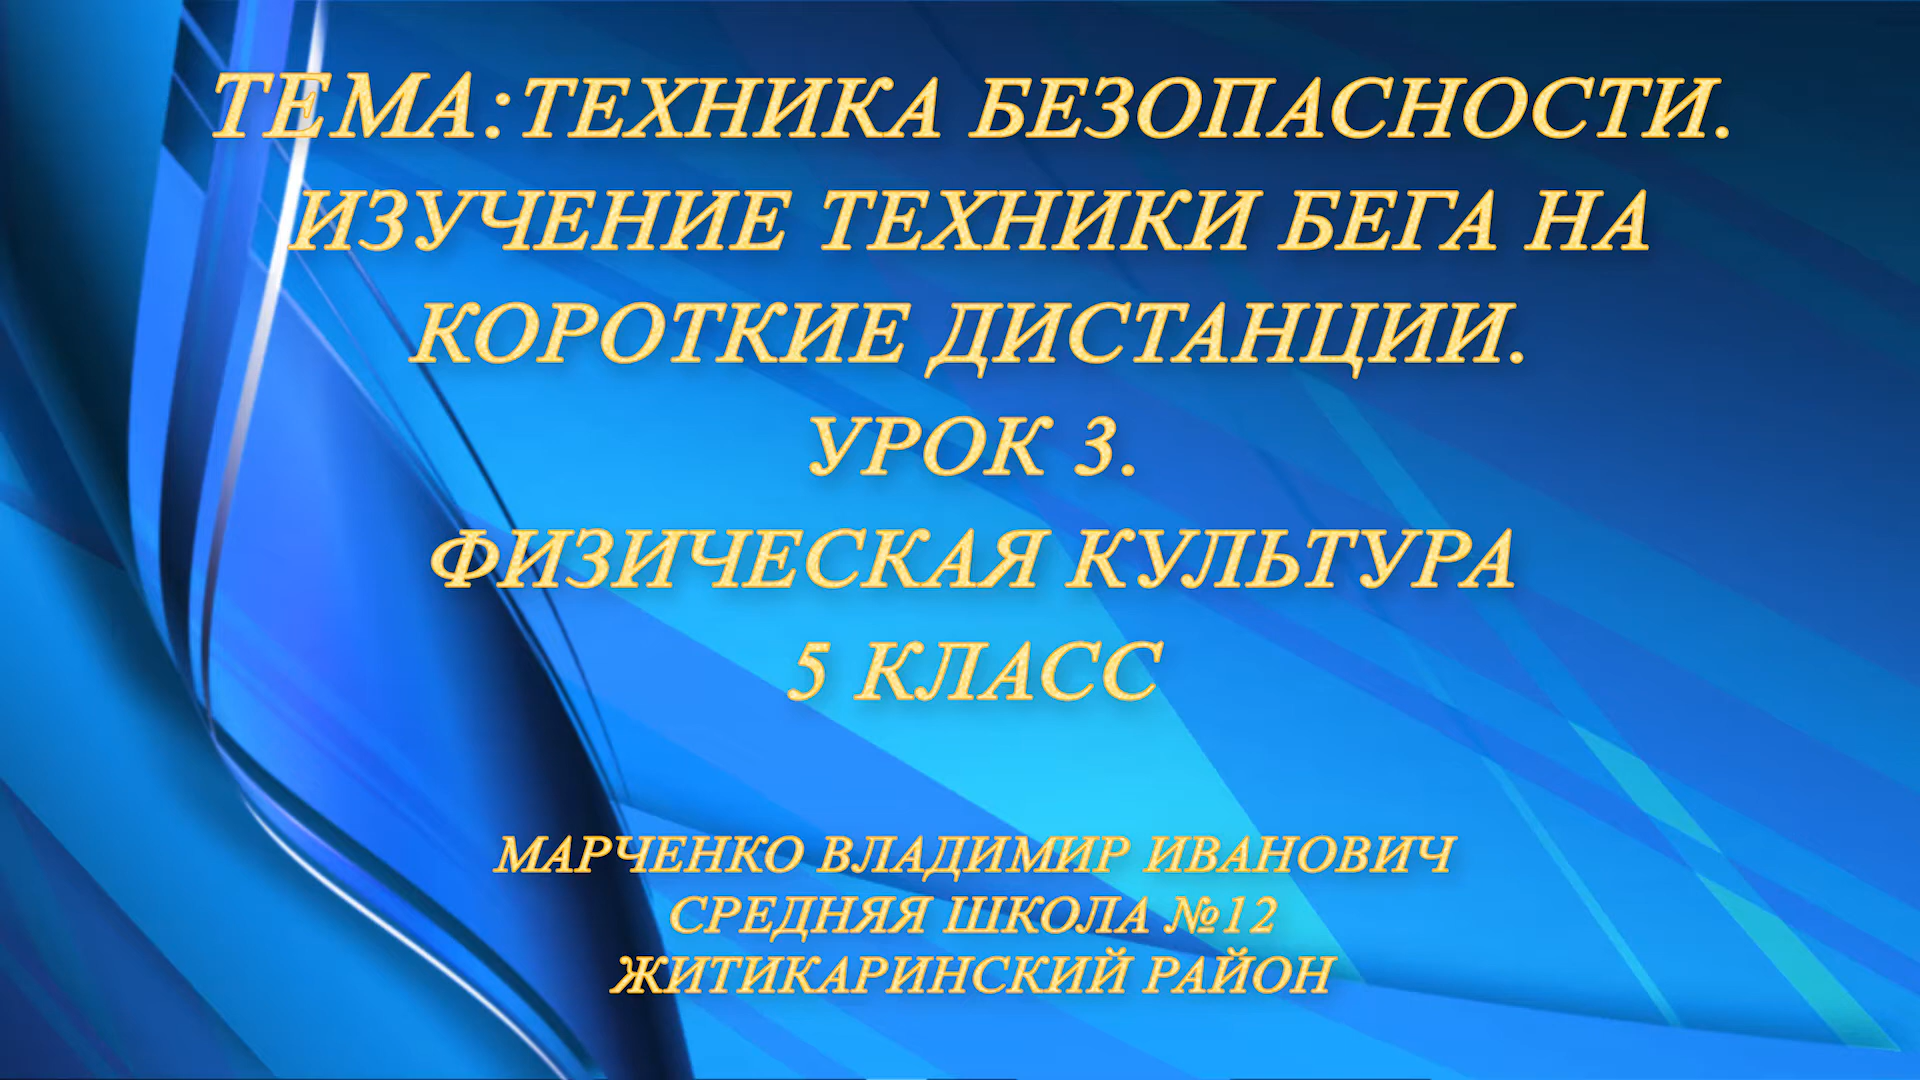 ТЕМА:ТЕХНИКА БЕЗОПАСНОСТИ.
ИЗУЧЕНИЕ ТЕХНИКИ БЕГА НА
КОРОТКИЕ ДИСТАНЦИИ.
УРОК 3.
ФИЗИЧЕСКАЯ КУЛЬТУРА
5 КЛАСС
МАРЧЕНКО ВЛАДИМИР ИВАНОВИЧ
СРЕДНЯЯ ШКОЛА №12
ЖИТИКАРИНСКИЙ РАЙОН